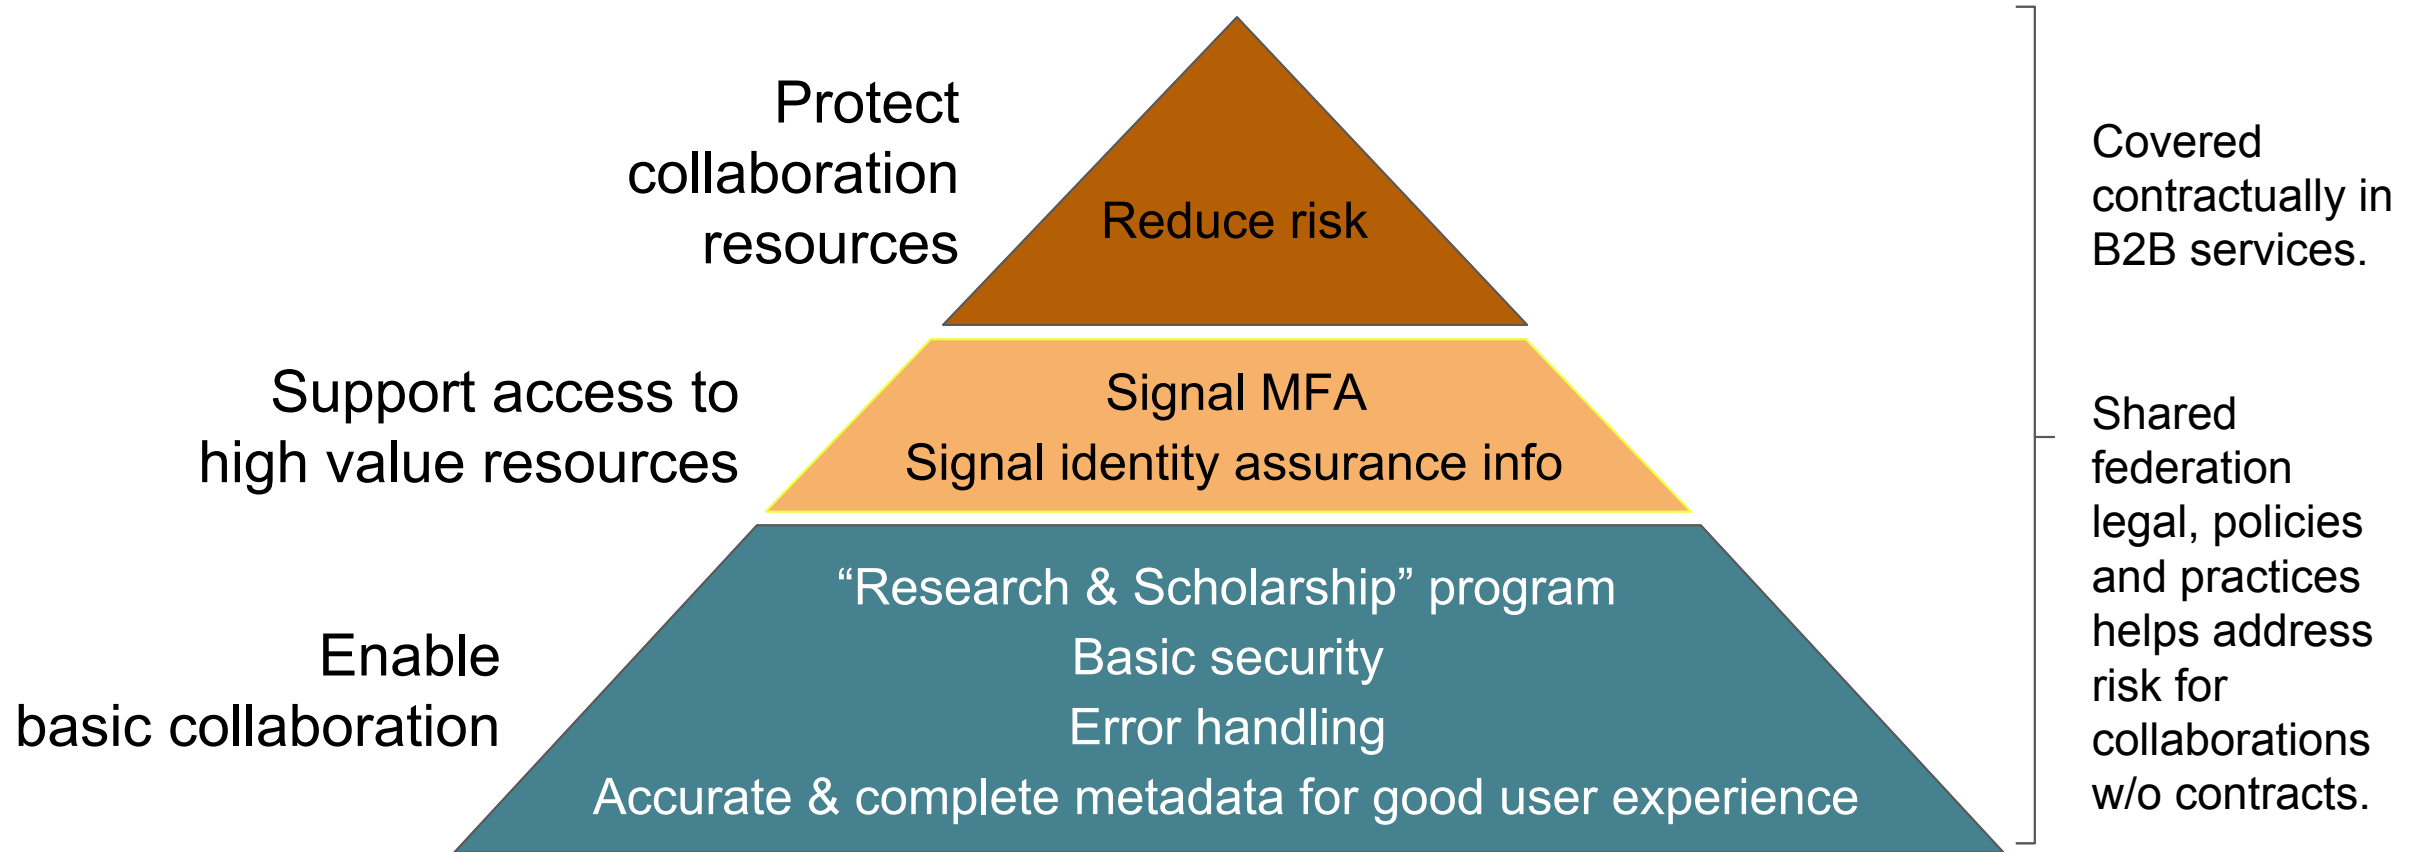 Protect
collaboration
resources
Reduce risk
Support access to
high value resources
Signal MFA
Signal identity assurance info
Enable
basic collaboration
“Research & Scholarship” program
Basic security
Error handling
Accurate & complete metadata for good user experience
Covered
contractually in
B2B services.
Shared
federation
legal, policies
and practices
helps address
risk for
collaborations
w/o contracts.